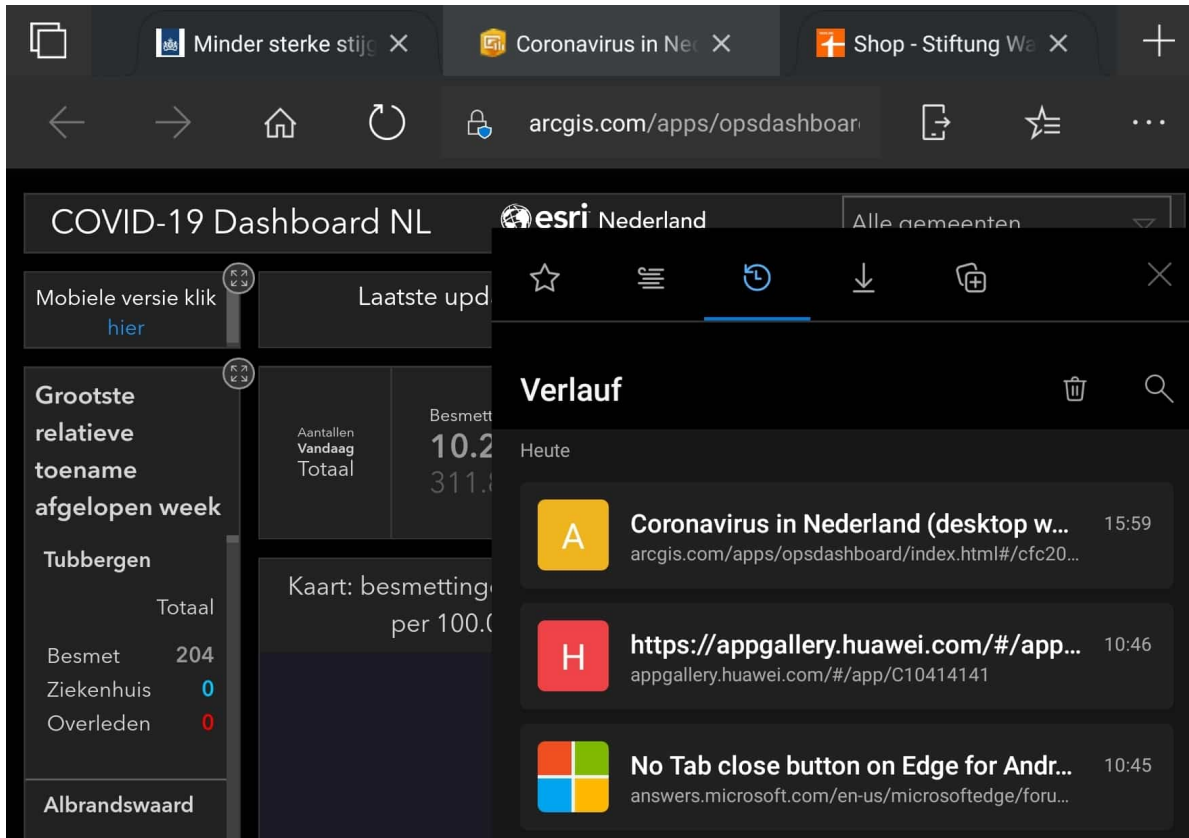 Minder sterke stijg
Coronavirus in Ned
Shop - Stiftung Wa
arcgis.com/apps/opsdashboar
COVID-19 Dashboard NL
esri Nederland
Alle gemeenten
Mobiele versie klik
hier
Laatste upd
Grootste
relatieve
toename
afgelopen week
Tubbergen
Totaal
Besmet 204
Ziekenhuis 0
Overleden 0
Albrandswaard
Aantallen
Vandaag
Totaal
Besmett
10.2
311.8
Kaart: besmetting
per 100.0
Verlauf
Heute
A
Coronavirus in Nederland (desktop w... 15:59
arcgis.com/apps/opsdashboard/index.html#/cfc20...
H
https://appgallery.huawei.com/#/app... 10:46
appgallery.huawei.com/#/app/C10414141
No Tab close button on Edge for Andr... 10:45
answers.microsoft.com/en-us/microsoftedge/foru...